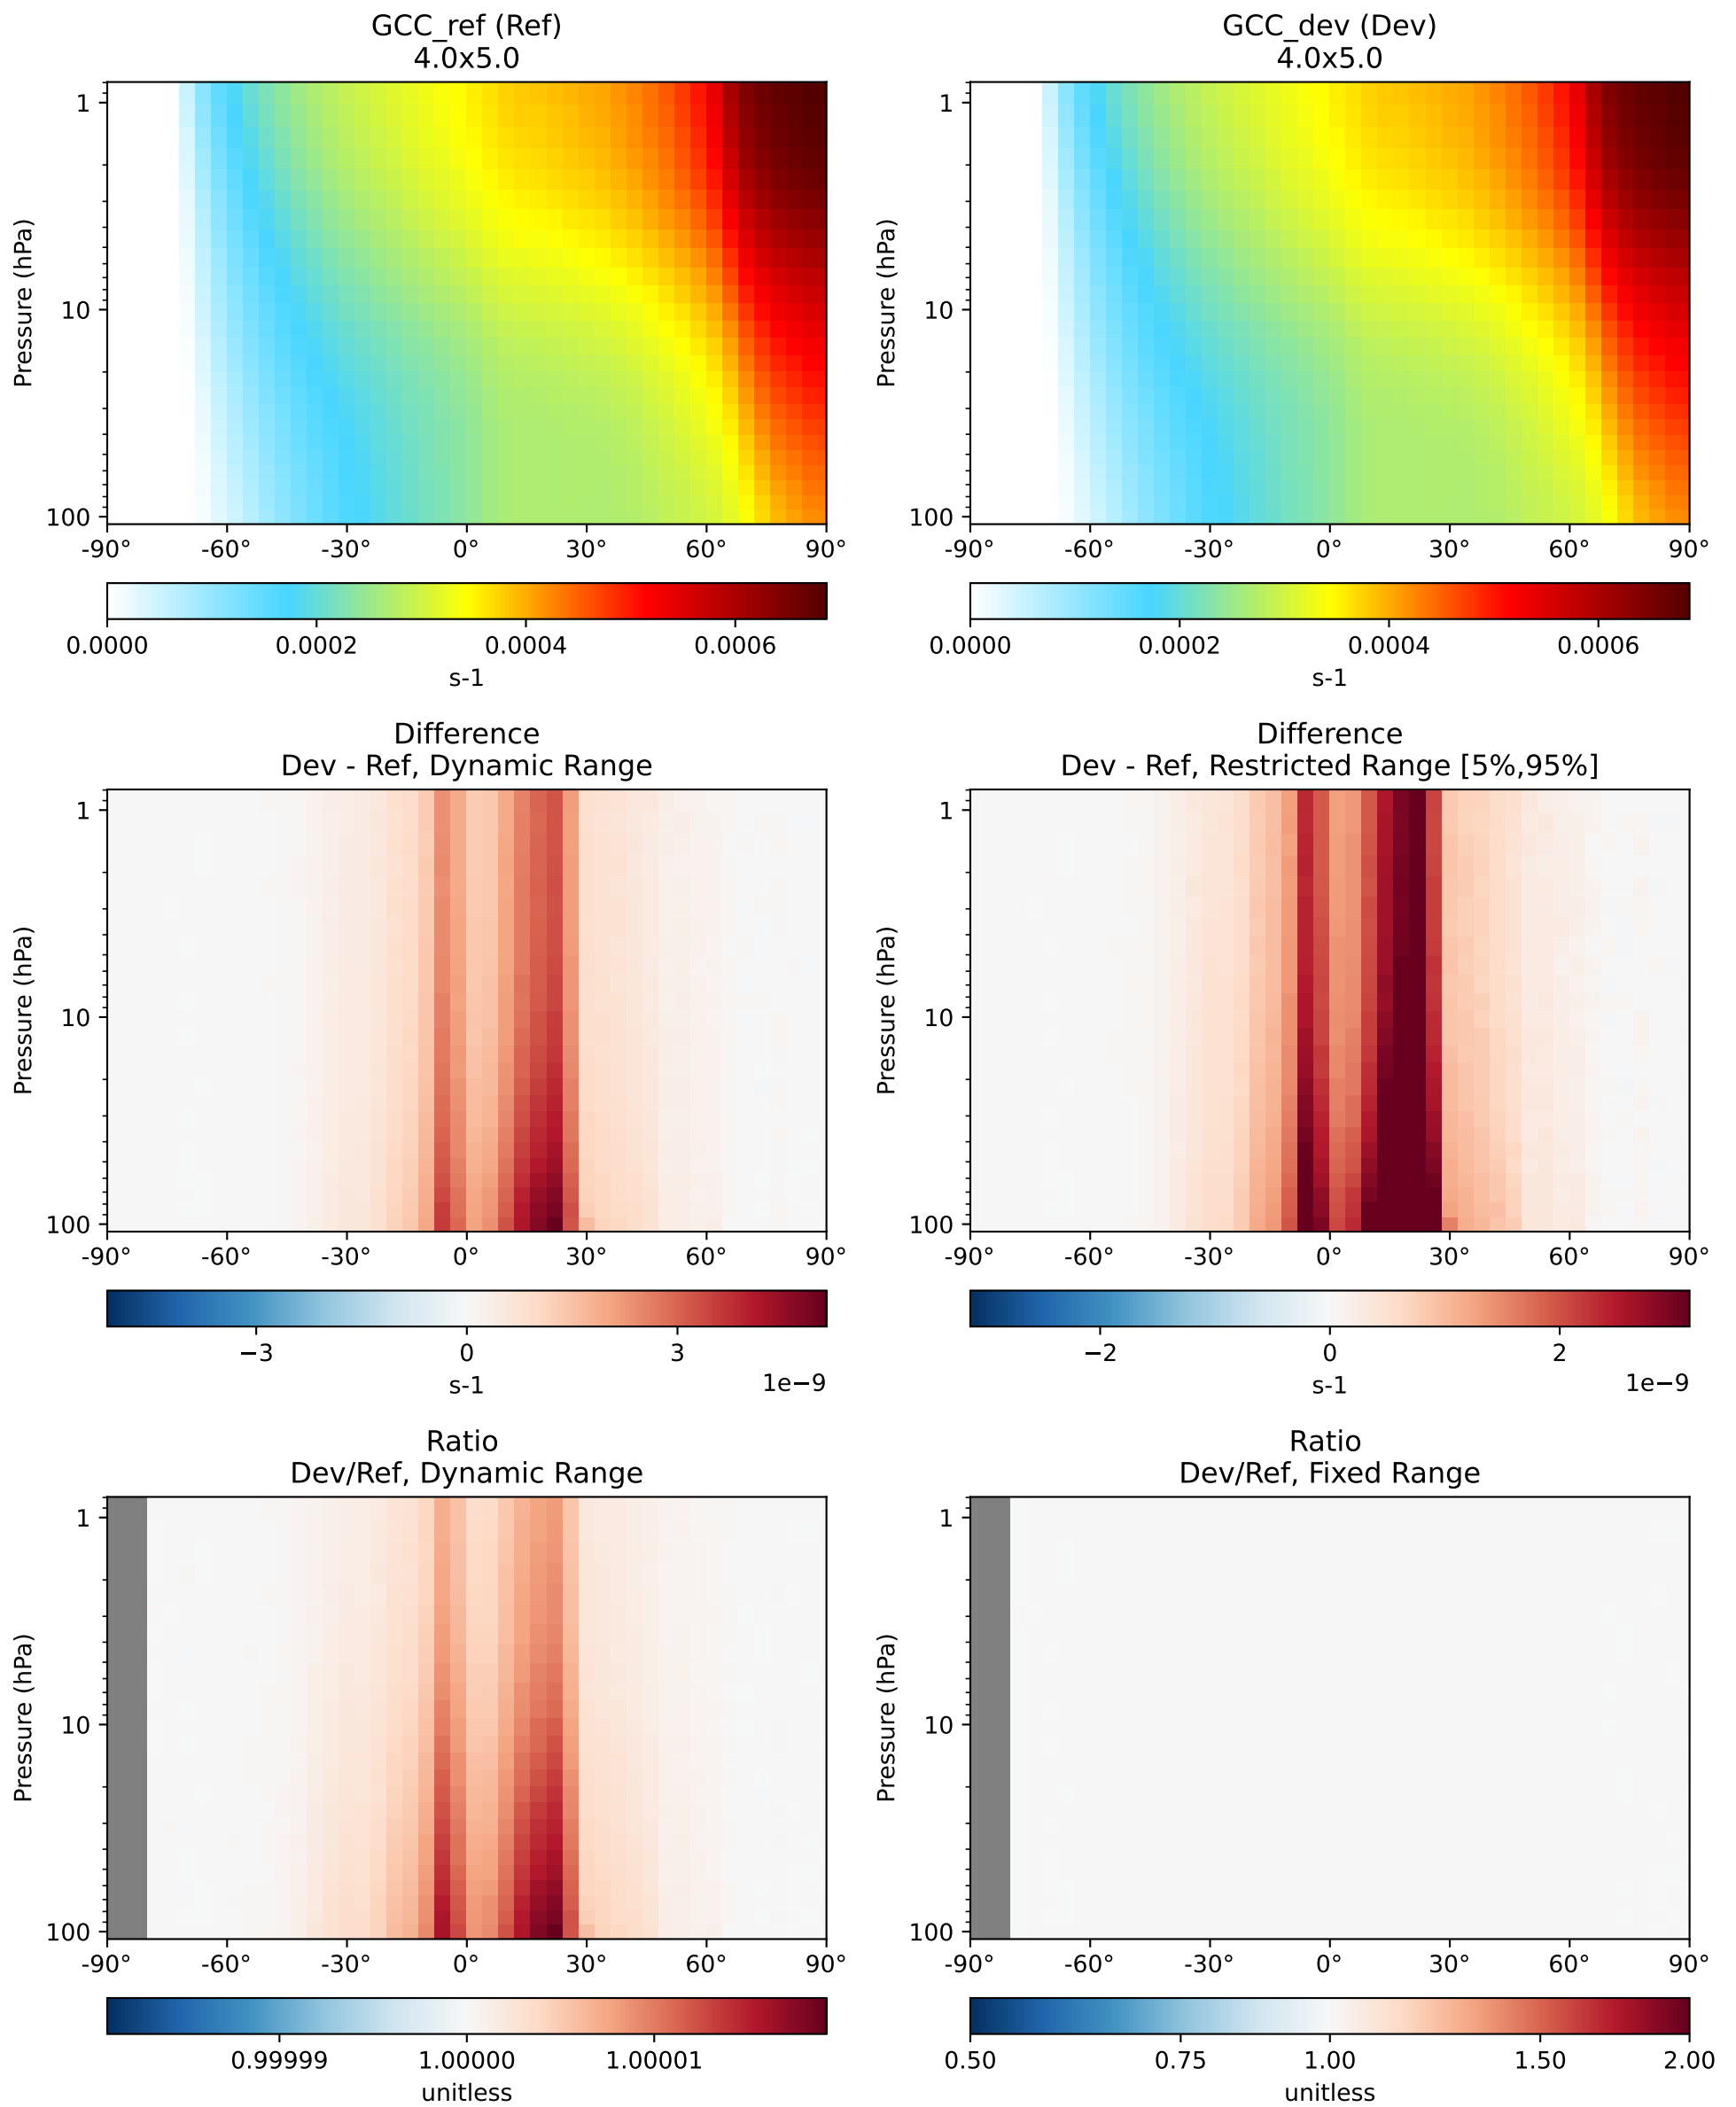 GCC_ref (Ref)
4.0x5.0
Pressure (hPa)
1
10
100
-90° -60° -30° 0° 30° 60° 90°
0.0000 0.0002 0.0004 0.0006
s-1
GCC_dev (Dev)
4.0x5.0
Pressure (hPa)
1
10
100
-90° -60° -30° 0° 30° 60° 90°
0.0000 0.0002 0.0004 0.0006
s-1
Difference
Dev - Ref, Dynamic Range
Pressure (hPa)
1
10
100
-90° -60° -30° 0° 30° 60° 90°
−3 0 3
1e−9
s-1
Difference
Dev - Ref, Restricted Range [5%,95%]
Pressure (hPa)
1
10
100
-90° -60° -30° 0° 30° 60° 90°
−2 0 2
1e−9
s-1
Ratio
Dev/Ref, Dynamic Range
Pressure (hPa)
1
10
100
-90° -60° -30° 0° 30° 60° 90°
0.99999 1.00000 1.00001
unitless
Ratio
Dev/Ref, Fixed Range
Pressure (hPa)
1
10
100
-90° -60° -30° 0° 30° 60° 90°
0.50 0.75 1.00 1.50 2.00
unitless